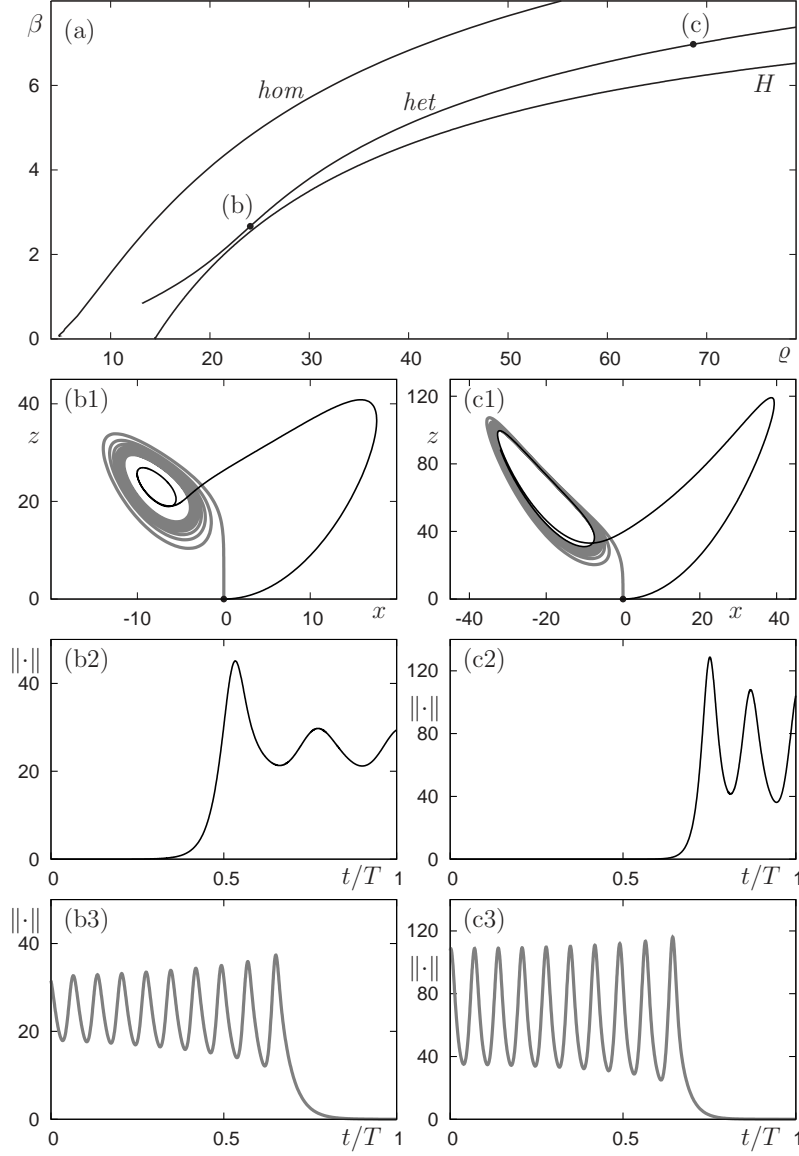 β
(a)
(c)
6
hom
het
H
4
(b)
2
0
10 20 30 40 50 60 70 ϱ
40
(b1)
z
20
0
-10 0 10 x
120
(c1)
z
80
40
0
-40 -20 0 20 x 40
‖·‖
(b2)
40
20
0
0 0.5 t/T 1
(c2)
120
‖·‖
80
40
0
0 0.5 t/T 1
‖·‖
(b3)
40
20
0
0 0.5 t/T 1
(c3)
120
‖·‖
80
40
0
0 0.5 t/T 1